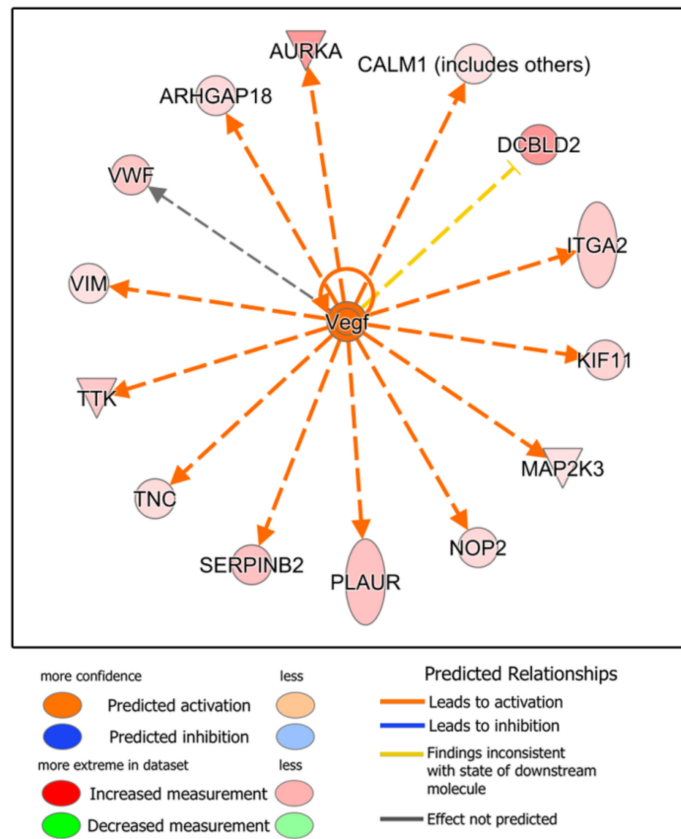 AURKA
CALM1 (includes others)
ARHGAP18
DCBLD2
VWF
ITGA2
VIM
Vegf
KIF11
TTK
MAP2K3
TNC
NOP2
SERPINB2
PLAUR
more confidence
less
Predicted activation
Predicted inhibition
more extreme in dataset
less
Increased measurement
Decreased measurement
Predicted Relationships
Leads to activation
Leads to inhibition
Findings inconsistent
with state of downstream
molecule
Effect not predicted